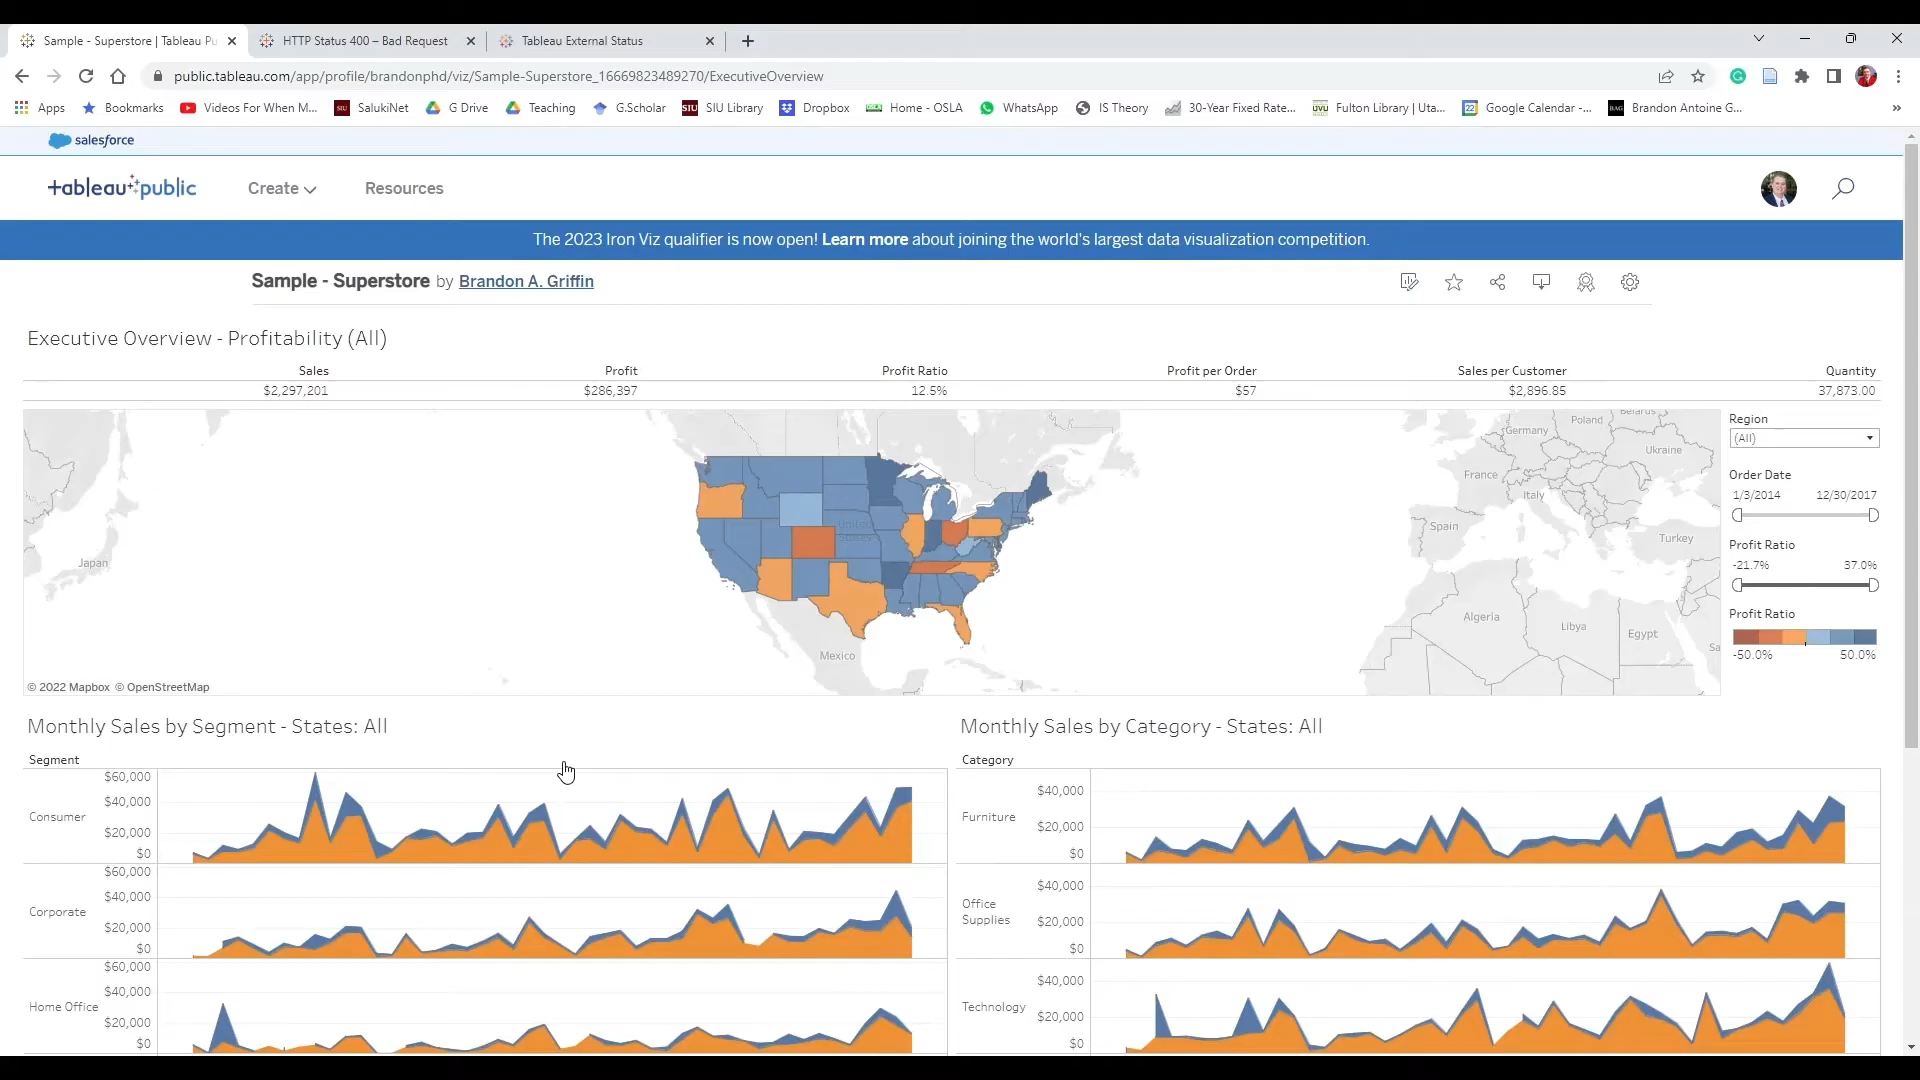 Sample - Superstore | Tableau Pu
HTTP Status 400 – Bad Request
Tableau External Status
public.tableau.com/app/profile/brandonphd/viz/Sample-Superstore_16669823489270/ExecutiveOverview
Apps Bookmarks Videos For When M... SIU SalukiNet G Drive Teaching G.Scholar SIU SIU Library Dropbox Home - OSLA WhatsApp IS Theory 30-Year Fixed Rate... UVU Fulton Library | Uta... 22 Google Calendar -... BAG Brandon Antoine G... »
salesforce
+ableau public Create Resources
The 2023 Iron Viz qualifier is now open! Learn more about joining the world's largest data visualization competition.
Sample - Superstore by Brandon A. Griffin
Executive Overview - Profitability (All)
Sales Profit Profit Ratio Profit per Order Sales per Customer Quantity
$2,297,201 $286,397 12.5% $57 $2,896.85 37,873.00
Japan
United
Mexico
Germany
Poland
Belarus
Ukraine
France
Italy
Spain
Turkey
Algeria
Libya
Egypt
Sa
© 2022 Mapbox © OpenStreetMap
Region
(All)
Order Date
1/3/2014 12/30/2017
Profit Ratio
-21.7% 37.0%
Profit Ratio
-50.0% 50.0%
Monthly Sales by Segment - States: All
Segment
Consumer
$60,000
$40,000
$20,000
$0
Corporate
$60,000
$40,000
$20,000
$0
Home Office
$60,000
$40,000
$20,000
$0
Monthly Sales by Category - States: All
Category
Furniture
$40,000
$20,000
$0
Office
Supplies
$40,000
$20,000
$0
Technology
$40,000
$20,000
$0